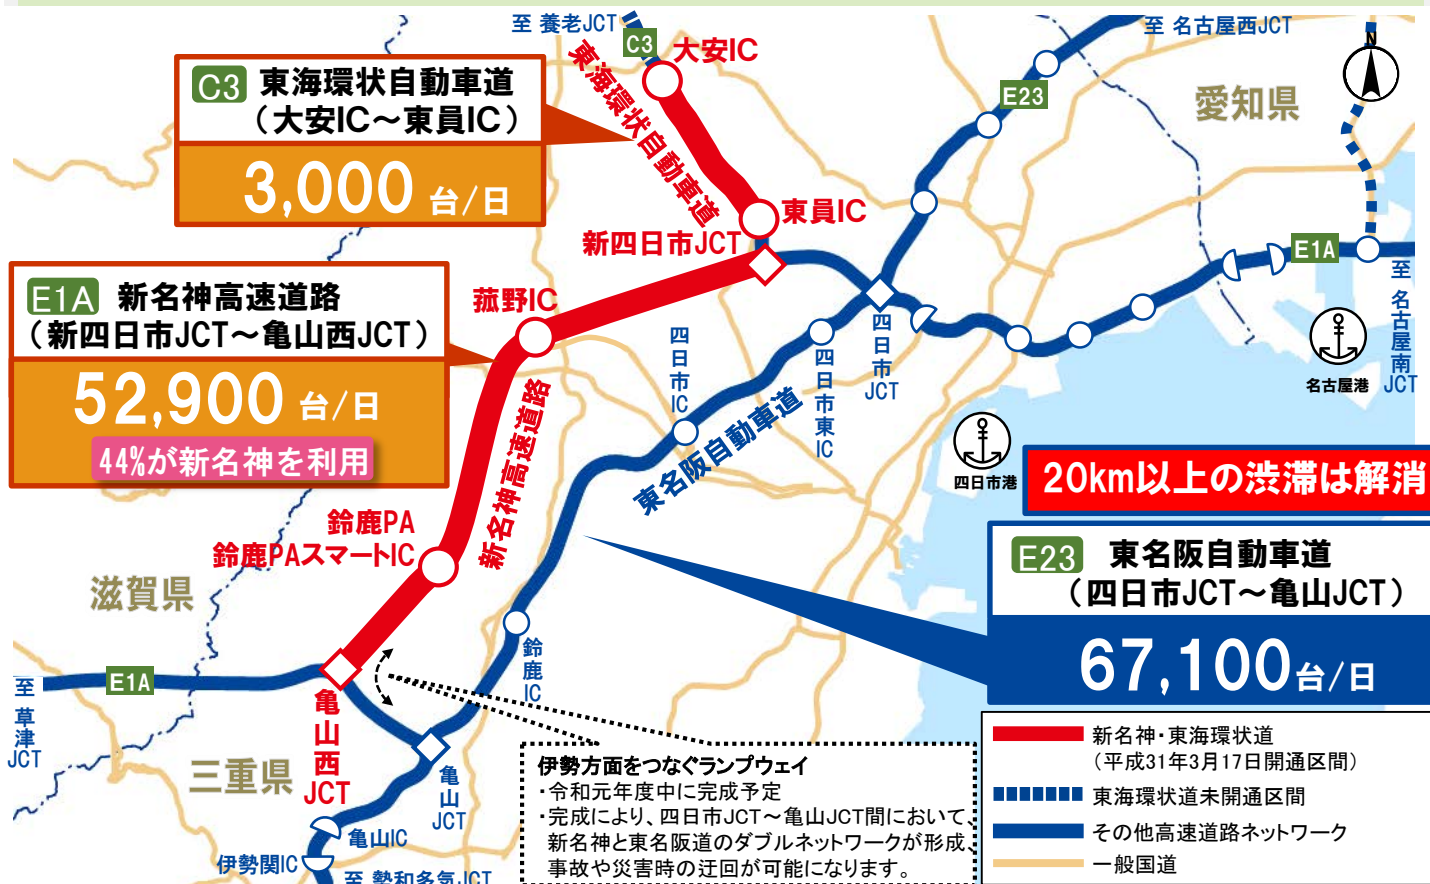 至 養老JCT
C3
大安IC
東海環状自動車道
至 名古屋西JCT
E23
愛知県
N
C3 東海環状自動車道
（大安IC～東員IC）
3,000 台/日
東員IC
新四日市JCT
E1A
至 名古屋南JCT
名古屋港
E1A 新名神高速道路
（新四日市JCT～亀山西JCT）
52,900 台/日
44%が新名神を利用
菰野IC
新名神高速道路
四日市IC
四日市東IC
四日市JCT
東名阪自動車道
四日市港
20km以上の渋滞は解消
E23 東名阪自動車道
（四日市JCT～亀山JCT）
67,100台/日
鈴鹿PA
鈴鹿PAスマートIC
滋賀県
鈴鹿IC
E1A
至 草津JCT
亀山西JCT
三重県
亀山JCT
亀山IC
伊勢関IC
至 勢和多気JCT
伊勢方面をつなぐランプウェイ
・令和元年度中に完成予定
・完成により、四日市JCT～亀山JCT間において、
新名神と東名阪道のダブルネットワークが形成、
事故や災害時の迂回が可能になります。
新名神・東海環状道
（平成31年3月17日開通区間）
東海環状道未開通区間
その他高速道路ネットワーク
一般国道